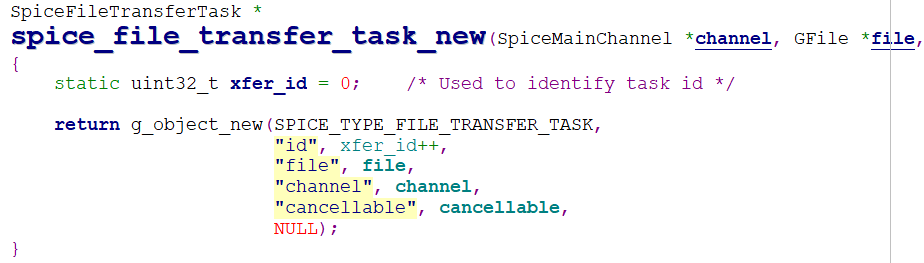 SpiceFileTransferTask *
spice_file_transfer_task_new(SpiceMainChannel *channel, GFile *file,
{
    static uint32_t xfer_id = 0;    /* Used to identify task id */
    return g_object_new(SPICE_TYPE_FILE_TRANSFER_TASK,
                        "id", xfer_id++,
                        "file", file,
                        "channel", channel,
                        "cancellable", cancellable,
                        NULL);
}